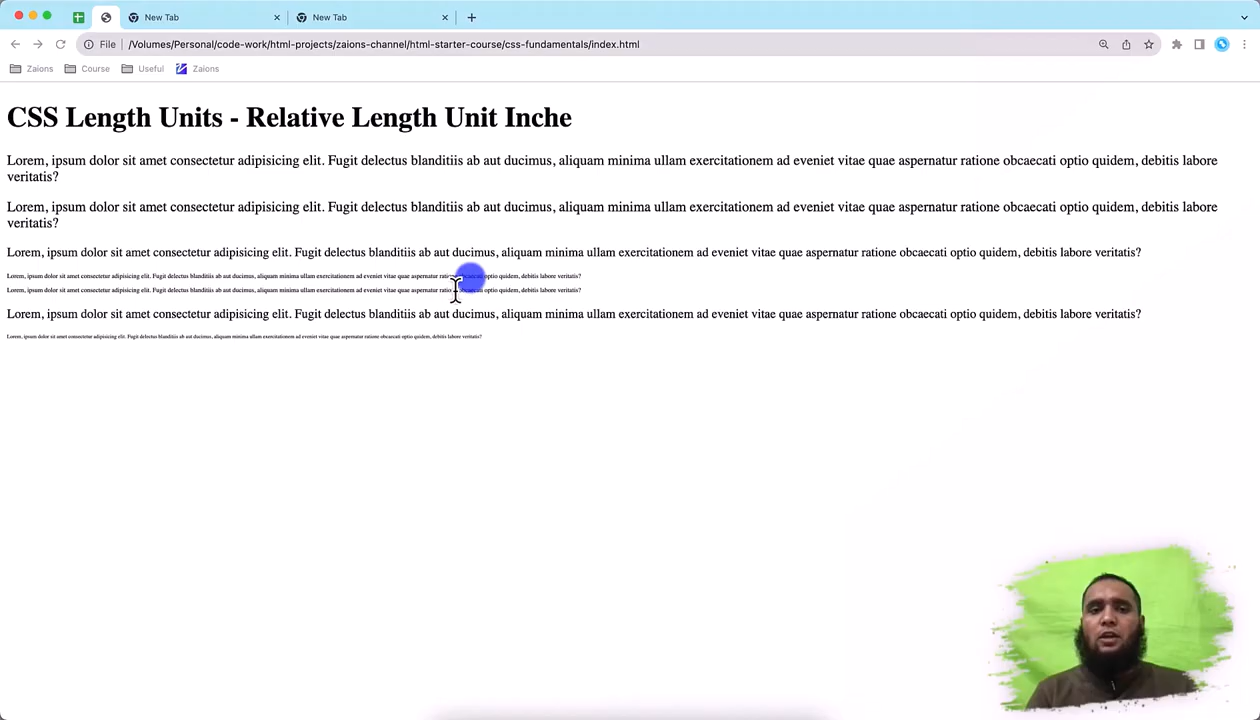 New Tab
New Tab
File
/Volumes/Personal/code-work/html-projects/zaions-channel/html-starter-course/css-fundamentals/index.html
Zaions
Course
Useful
Zaions
CSS Length Units - Relative Length Unit Inche
Lorem, ipsum dolor sit amet consectetur adipisicing elit. Fugit delectus blanditiis ab aut ducimus, aliquam minima ullam exercitationem ad eveniet vitae quae aspernatur ratione obcaecati optio quidem, debitis labore
veritatis?
Lorem, ipsum dolor sit amet consectetur adipisicing elit. Fugit delectus blanditiis ab aut ducimus, aliquam minima ullam exercitationem ad eveniet vitae quae aspernatur ratione obcaecati optio quidem, debitis labore
veritatis?
Lorem, ipsum dolor sit amet consectetur adipisicing elit. Fugit delectus blanditiis ab aut ducimus, aliquam minima ullam exercitationem ad eveniet vitae quae aspernatur ratione obcaecati optio quidem, debitis labore veritatis?
Lorem, ipsum dolor sit amet consectetur adipisicing elit. Fugit delectus blanditiis ab aut ducimus, aliquam minima ullam exercitationem ad eveniet vitae quae aspernatur optio quidem, debitis labore veritatis?
Lorem, ipsum dolor sit amet consectetur adipisicing elit. Fugit delectus blanditiis ab aut ducimus, aliquam minima ullam exercitationem ad eveniet vitae quae aspernatur optio quidem, debitis labore veritatis?
Lorem, ipsum dolor sit amet consectetur adipisicing elit. Fugit delectus blanditiis ab aut ducimus, aliquam minima ullam exercitationem ad eveniet vitae quae aspernatur ratione obcaecati optio quidem, debitis labore veritatis?
Lorem, ipsum dolor sit amet consectetur adipisicing elit. Fugit delectus blanditiis ab aut ducimus, aliquam minima ullam exercitationem ad eveniet vitae quae aspernatur ratione obcaecati optio quidem, debitis labore veritatis?